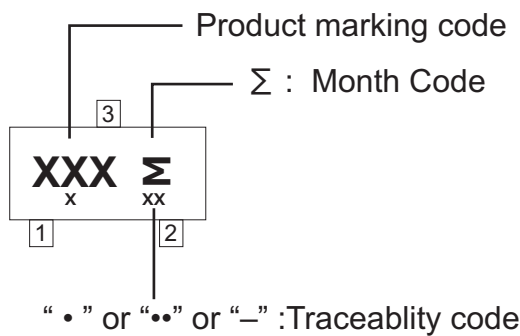 Product marking code
Σ : Month Code
3
XXX Σ
x xx
1 2
“ • ” or “••” or “–” :Traceablity code